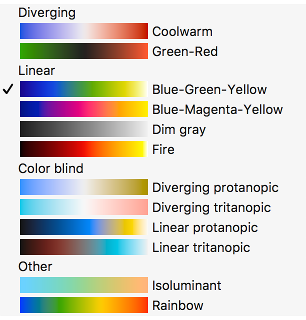 Diverging
Coolwarm
Green-Red
Linear
Blue-Green-Yellow
Blue-Magenta-Yellow
Dim gray
Fire
Color blind
Diverging protanopic
Diverging tritanopic
Linear protanopic
Linear tritanopic
Other
Isoluminant
Rainbow